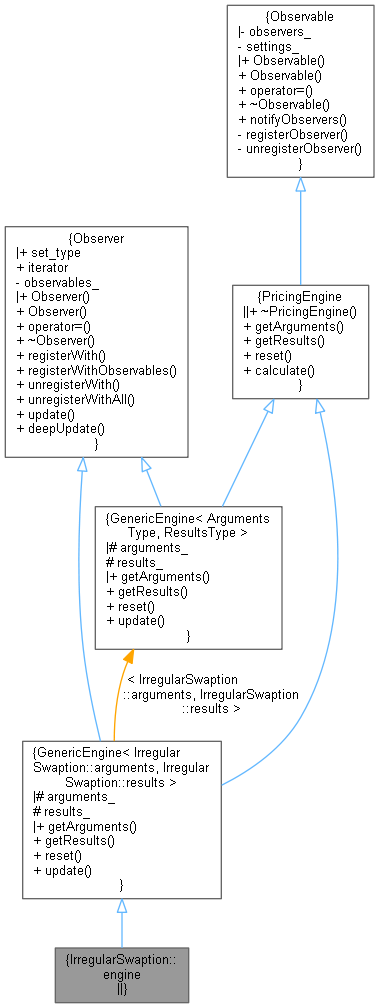 {Observable
|- observers_
- settings_
|+ Observable()
+ Observable()
+ operator=()
+ ~Observable()
+ notifyObservers()
- registerObserver()
- unregisterObserver()
}
{Observer
|+ set_type
+ iterator
- observables_
|+ Observer()
+ Observer()
+ operator=()
+ ~Observer()
+ registerWith()
+ registerWithObservables()
+ unregisterWith()
+ unregisterWithAll()
+ update()
+ deepUpdate()
}
{PricingEngine
||+ ~PricingEngine()
+ getArguments()
+ getResults()
+ reset()
+ calculate()
}
{GenericEngine< Arguments
Type, ResultsType >
|# arguments_
# results_
|+ getArguments()
+ getResults()
+ reset()
+ update()
}
< IrregularSwaption
::arguments, IrregularSwaption
::results >
{GenericEngine< Irregular
Swaption::arguments, Irregular
Swaption::results >
|# arguments_
# results_
|+ getArguments()
+ getResults()
+ reset()
+ update()
}
{IrregularSwaption::
engine
||}